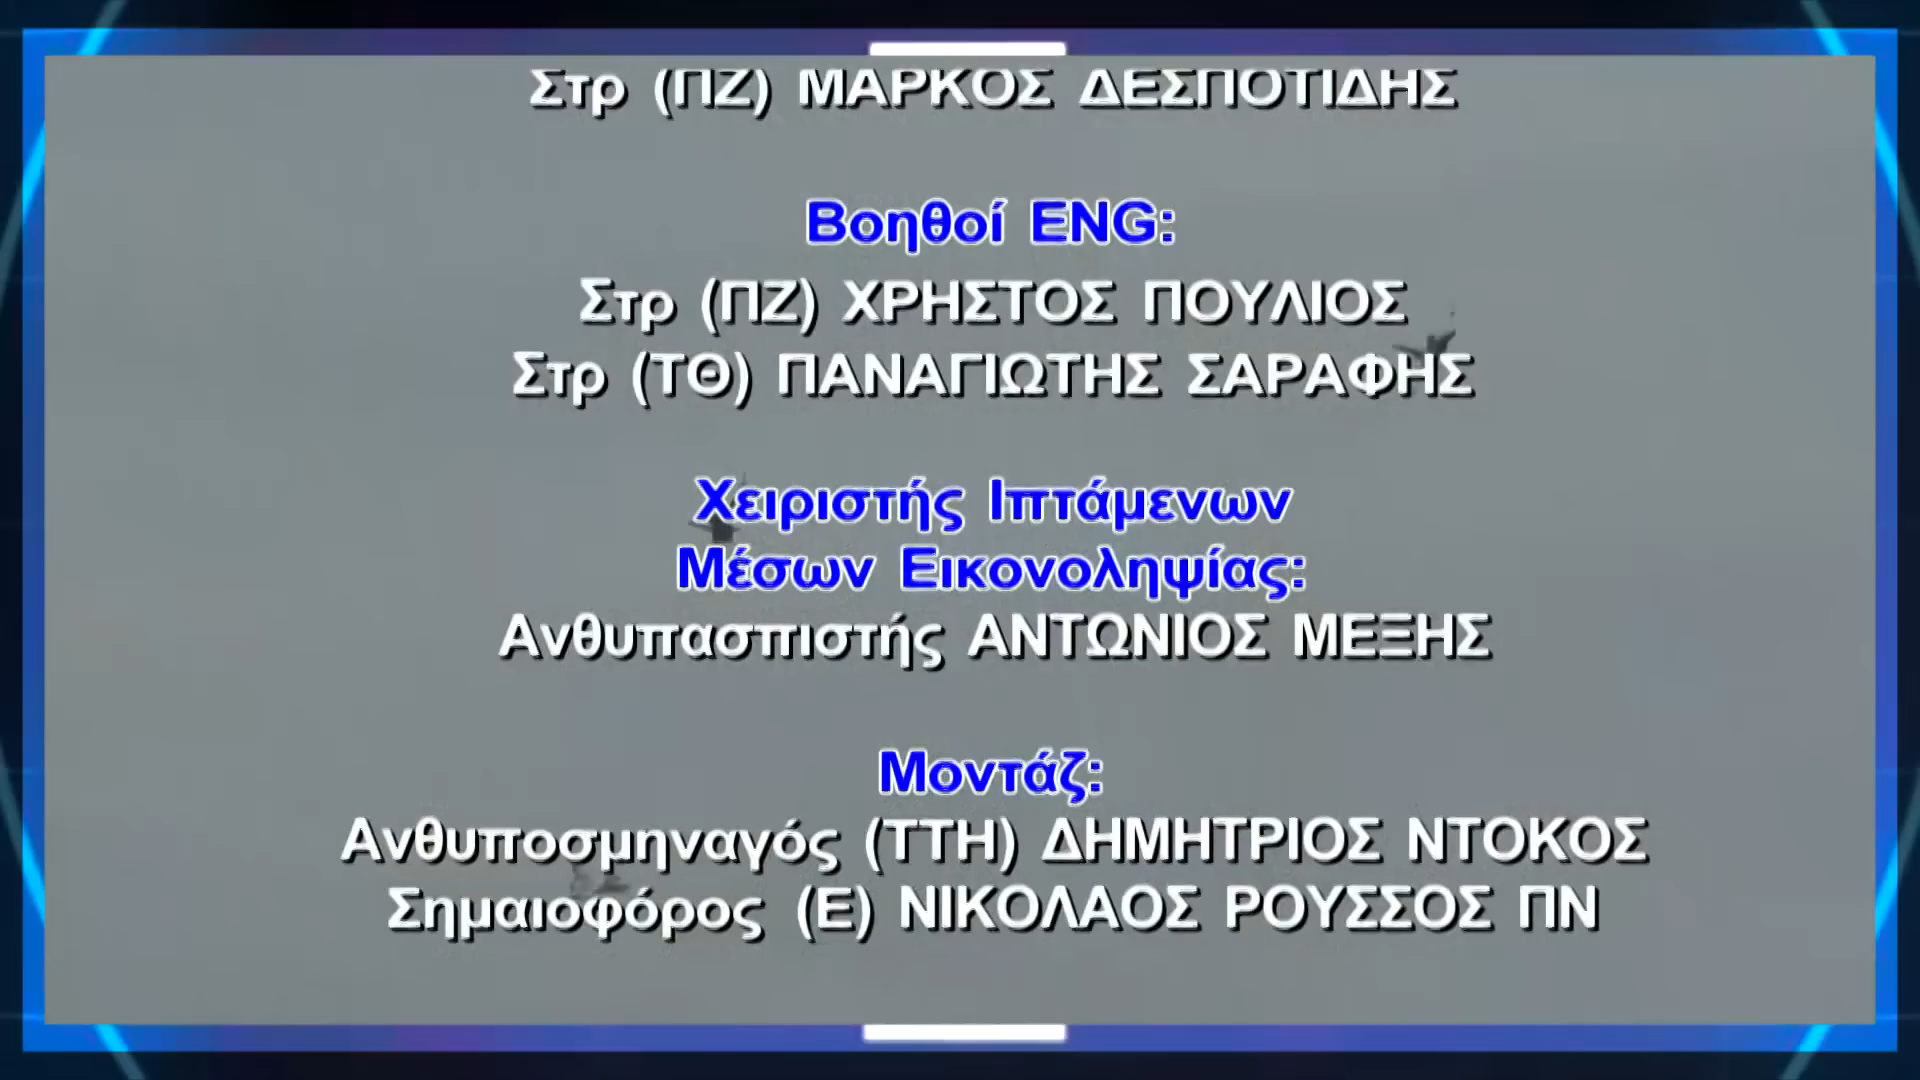 Στρ (ΠΖ) ΜΑΡΚΟΣ ΔΕΣΠΟΤΙΔΗΣ
Βοηθοί ENG:
Στρ (ΠΖ) ΧΡΗΣΤΟΣ ΠΟΥΛΙΟΣ
Στρ (ΤΘ) ΠΑΝΑΓΙΩΤΗΣ ΣΑΡΑΦΗΣ
Χειριστής Ιπτάμενων
Μέσων Εικονοληψίας:
Ανθυπασπιστής ΑΝΤΩΝΙΟΣ ΜΕΞΗΣ
Μοντάζ:
Ανθυποσμηναγός (ΤΤΗ) ΔΗΜΗΤΡΙΟΣ ΝΤΟΚΟΣ
Σημαιοφόρος (Ε) ΝΙΚΟΛΑΟΣ ΡΟΥΣΣΟΣ ΠΝ